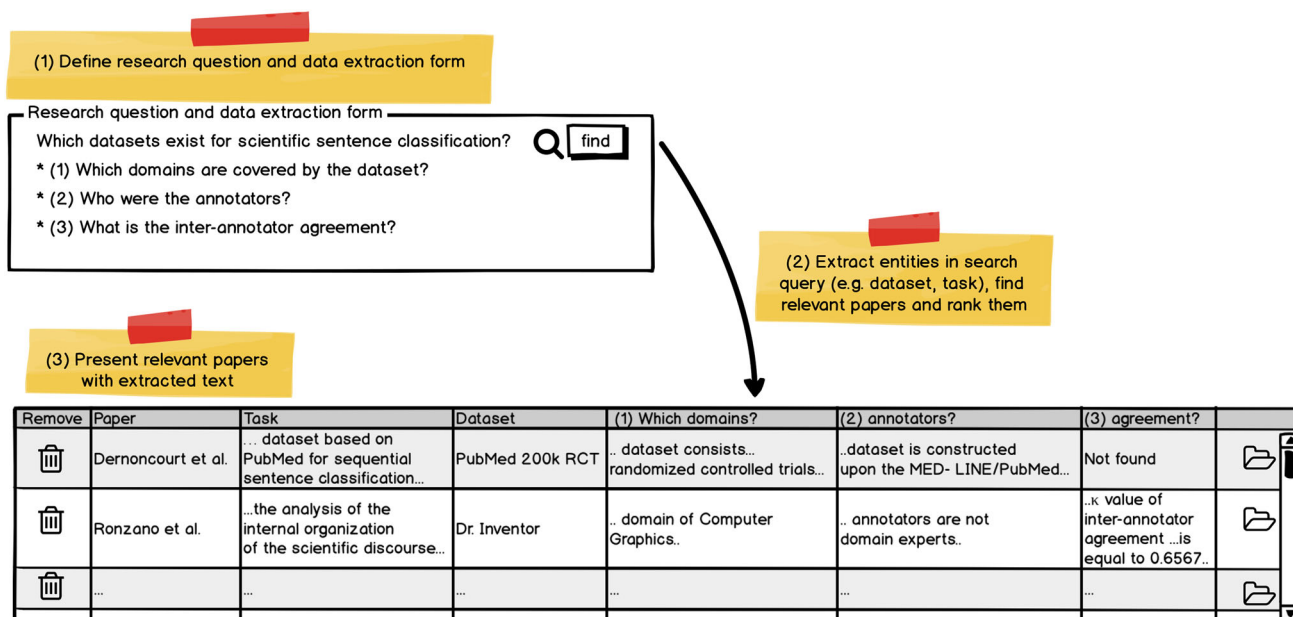 (1) Define research question and data extraction form
Research question and data extraction form
Which datasets exist for scientific sentence classification?
find
* (1) Which domains are covered by the dataset?
* (2) Who were the annotators?
* (3) What is the inter-annotator agreement?
(2) Extract entities in search
query (e.g. dataset, task), find
relevant papers and rank them
(3) Present relevant papers
with extracted text
Remove Paper Task Dataset (1) Which domains? (2) annotators? (3) agreement?
Dernoncourt et al.
... dataset based on
PubMed for sequential
sentence classification...
PubMed 200k RCT
.. dataset consists...
randomized controlled trials...
..dataset is constructed
upon the MED- LINE/PubMed...
Not found
Ronzano et al.
...the analysis of the
internal organization
of the scientific discourse...
Dr. Inventor
.. domain of Computer
Graphics..
.. annotators are not
domain experts..
..κ value of
inter-annotator
agreement ...is
equal to 0.6567..
... ... ... ... ... ...